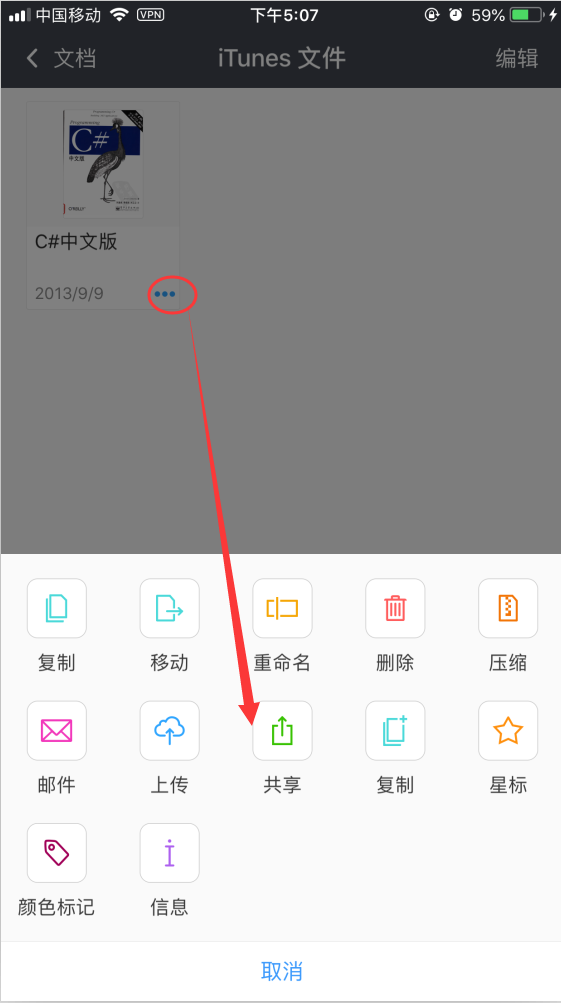 中国移动 VPN 下午5:07 59%
文档 iTunes 文件 编辑
Programming
C#
中文版
O'REILLY
C#中文版
2013/9/9
复制 移动 重命名 删除 压缩
邮件 上传 共享 复制 星标
颜色标记 信息
取消